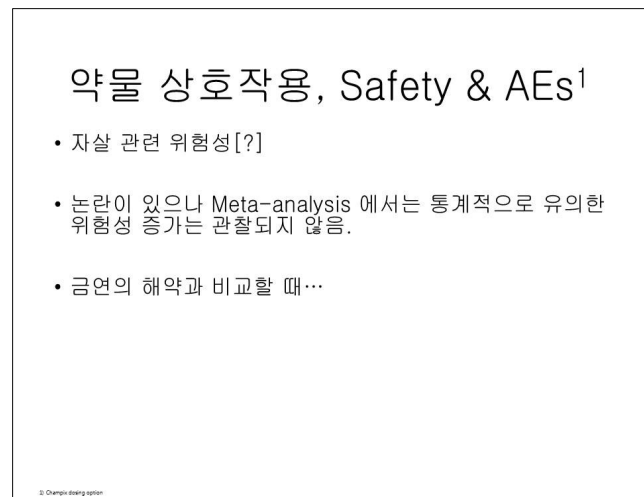 약물 상호작용, Safety & AEs¹
• 자살 관련 위험성[?]
• 논란이 있으나 Meta-analysis 에서는 통계적으로 유의한
위험성 증가는 관찰되지 않음.
• 금연의 해약과 비교할 때…
1) Champix dosing option